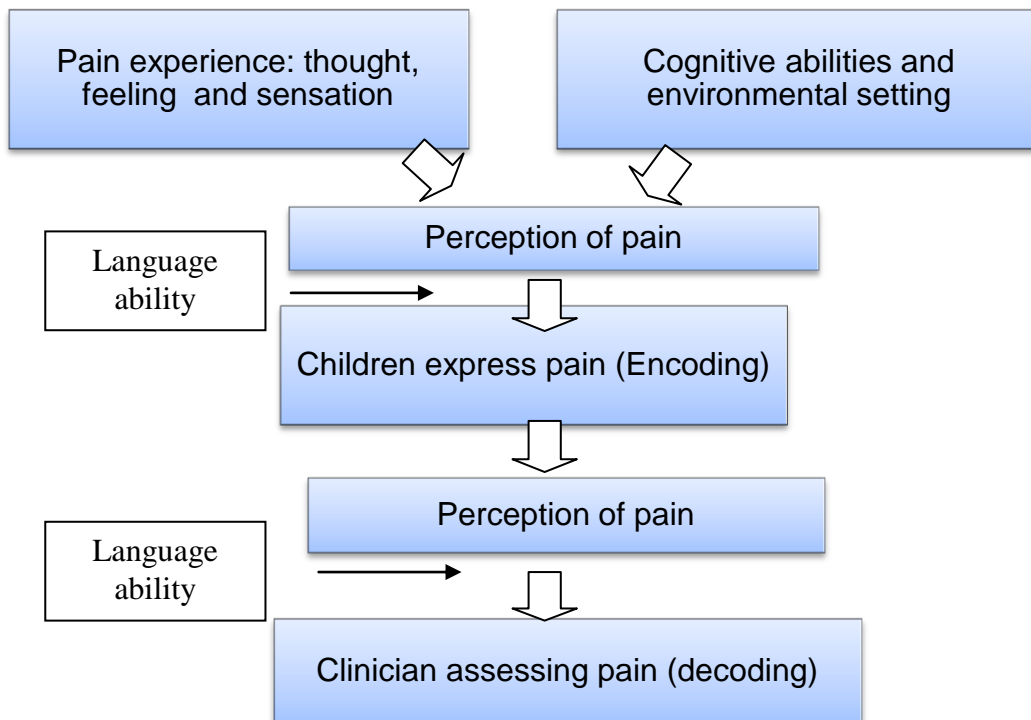 Pain experience: thought,
feeling and sensation
Cognitive abilities and
environmental setting
Perception of pain
Language
ability
Children express pain (Encoding)
Perception of pain
Language
ability
Clinician assessing pain (decoding)